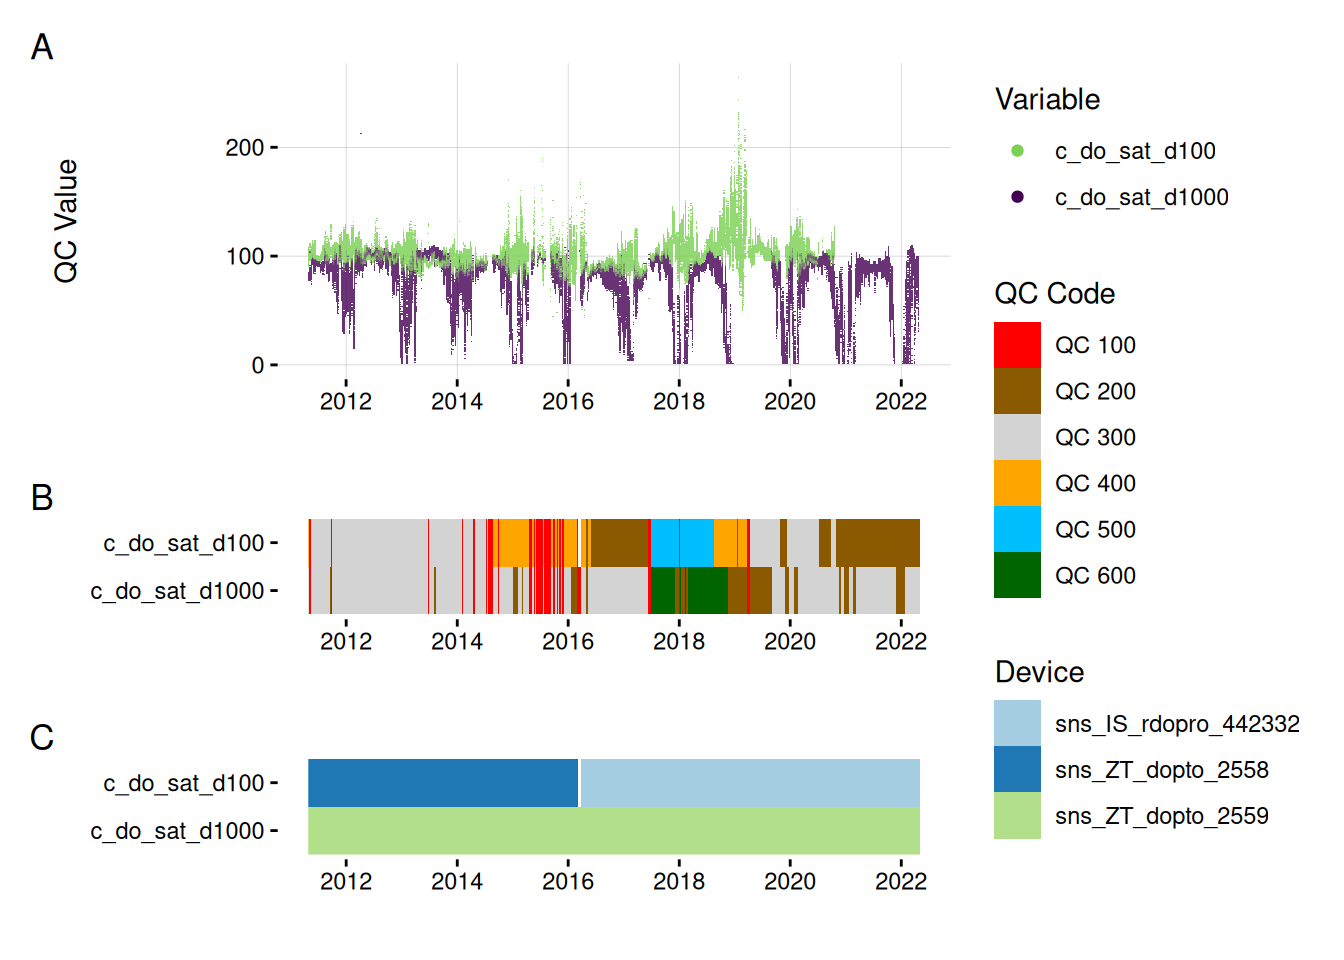 A
QC Value
200
100
0
2012 2014 2016 2018 2020 2022
Variable
c_do_sat_d100
c_do_sat_d1000
QC Code
QC 100
QC 200
QC 300
QC 400
QC 500
QC 600
B
c_do_sat_d100
c_do_sat_d1000
2012 2014 2016 2018 2020 2022
Device
sns_IS_rdopro_442332
sns_ZT_dopto_2558
sns_ZT_dopto_2559
C
c_do_sat_d100
c_do_sat_d1000
2012 2014 2016 2018 2020 2022